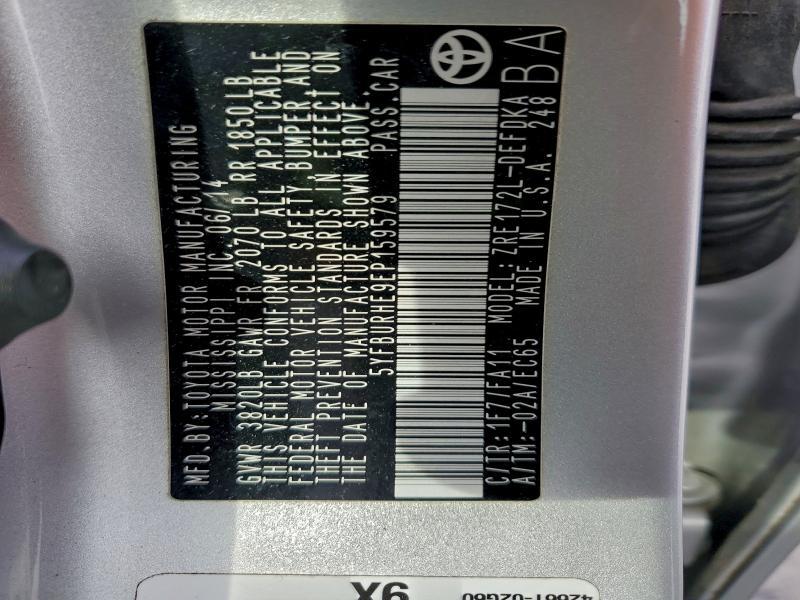 MFD.BY:TOYOTA MOTOR MANUFACTURING
MISSISSIPPI INC.06/14
GVWR 3820LB GAWR FR 2070 LB RR 1850LB
THIS VEHICLE CONFORMS TO ALL APPLICABLE
FEDERAL MOTOR VEHICLE SAFETY, BUMPER AND
THEFT PREVENTION STANDARDS IN EFFECT ON
THE DATE OF MANUFACTURE SHOWN ABOVE.
5YFBURHE9EP159579 PASS.CAR
C/TR:1F7/FA11 MODEL:ZRE172L-DEFDKA
A/TM:-02A/EC65 MADE IN U.S.A. 248
BA
9X
42661-02G60